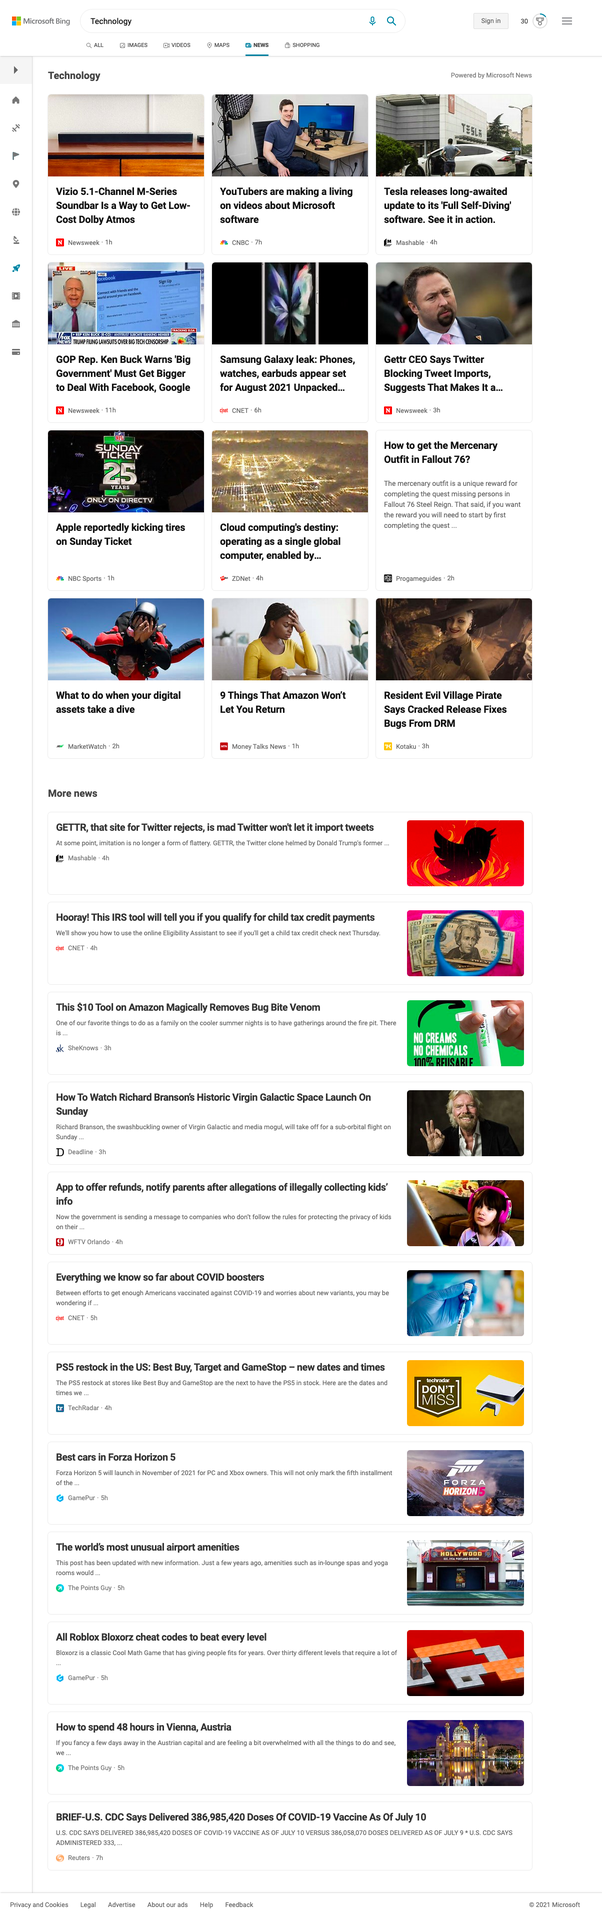 Microsoft Bing
Technology
Sign in
30
ALL
IMAGES
VIDEOS
MAPS
NEWS
SHOPPING
Technology
Powered by Microsoft News
TESLA
Vizio 5.1-Channel M-Series
Soundbar Is a Way to Get Low-
Cost Dolby Atmos
Newsweek · 1h
YouTubers are making a living
on videos about Microsoft
software
CNBC · 7h
Tesla releases long-awaited
update to its 'Full Self-Driving'
software. See it in action.
Mashable · 4h
LIVE
Sign Up
TRUMP FILING LAWSUITS OVER BIG TECH CENSORSHIP
GOP Rep. Ken Buck Warns 'Big
Government' Must Get Bigger
to Deal With Facebook, Google
Newsweek · 11h
Samsung Galaxy leak: Phones,
watches, earbuds appear set
for August 2021 Unpacked...
CNET · 6h
Gettr CEO Says Twitter
Blocking Tweet Imports,
Suggests That Makes It a...
Newsweek · 3h
SUNDAY
TICKET
25
YEARS
ONLY ON DIRECTV
Apple reportedly kicking tires
on Sunday Ticket
NBC Sports · 1h
Cloud computing's destiny:
operating as a single global
computer, enabled by...
ZDNet · 4h
How to get the Mercenary
Outfit in Fallout 76?
The mercenary outfit is a unique reward for
completing the quest missing persons in
Fallout 76 Steel Reign. That said, if you want
the reward you will need to start by first
completing the quest ...
Progameguides · 2h
What to do when your digital
assets take a dive
MarketWatch · 2h
9 Things That Amazon Won't
Let You Return
Money Talks News · 1h
Resident Evil Village Pirate
Says Cracked Release Fixes
Bugs From DRM
Kotaku · 3h
More news
GETTR, that site for Twitter rejects, is mad Twitter won't let it import tweets
At some point, imitation is no longer a form of flattery. GETTR, the Twitter clone helmed by Donald Trump's former ...
Mashable · 4h
Hooray! This IRS tool will tell you if you qualify for child tax credit payments
We'll show you how to use the online Eligibility Assistant to see if you'll get a child tax credit check next Thursday.
CNET · 4h
This $10 Tool on Amazon Magically Removes Bug Bite Venom
One of our favorite things to do as a family on the cooler summer nights is to have gatherings around the fire pit. There
is ...
SheKnows · 3h
NO CREAMS
NO CHEMICALS
100% REUSABLE
How To Watch Richard Branson's Historic Virgin Galactic Space Launch On
Sunday
Richard Branson, the swashbuckling owner of Virgin Galactic and media mogul, will take off for a sub-orbital flight on
Sunday ...
Deadline · 3h
App to offer refunds, notify parents after allegations of illegally collecting kids'
info
Now the government is sending a message to companies who don't follow the rules for protecting the privacy of kids
on their ...
WFTV Orlando · 4h
Everything we know so far about COVID boosters
Between efforts to get enough Americans vaccinated against COVID-19 and worries about new variants, you may be
wondering if ...
CNET · 5h
PS5 restock in the US: Best Buy, Target and GameStop – new dates and times
The PS5 restock at stores like Best Buy and GameStop are the next to have the PS5 in stock. Here are the dates and
times we ...
TechRadar · 4h
techradar
DON'T
MISS
Best cars in Forza Horizon 5
Forza Horizon 5 will launch in November of 2021 for PC and Xbox owners. This will not only mark the fifth installment
of the ...
GamePur · 5h
FORZA
HORIZON 5
The world's most unusual airport amenities
This post has been updated with new information. Just a few years ago, amenities such as in-lounge spas and yoga
rooms would ...
The Points Guy · 5h
HOLLYWOOD
All Roblox Bloxorz cheat codes to beat every level
Bloxorz is a classic Cool Math Game that has giving people fits for years. Over thirty different levels that require a lot of
...
GamePur · 5h
How to spend 48 hours in Vienna, Austria
If you fancy a few days away in the Austrian capital and are feeling a bit overwhelmed with all the things to do and see,
we ...
The Points Guy · 5h
BRIEF-U.S. CDC Says Delivered 386,985,420 Doses Of COVID-19 Vaccine As Of July 10
U.S. CDC SAYS DELIVERED 386,985,420 DOSES OF COVID-19 VACCINE AS OF JULY 10 VERSUS 386,058,070 DOSES DELIVERED AS OF JULY 9 * U.S. CDC SAYS
ADMINISTERED 333, ...
Reuters · 7h
Privacy and Cookies
Legal
Advertise
About our ads
Help
Feedback
© 2021 Microsoft